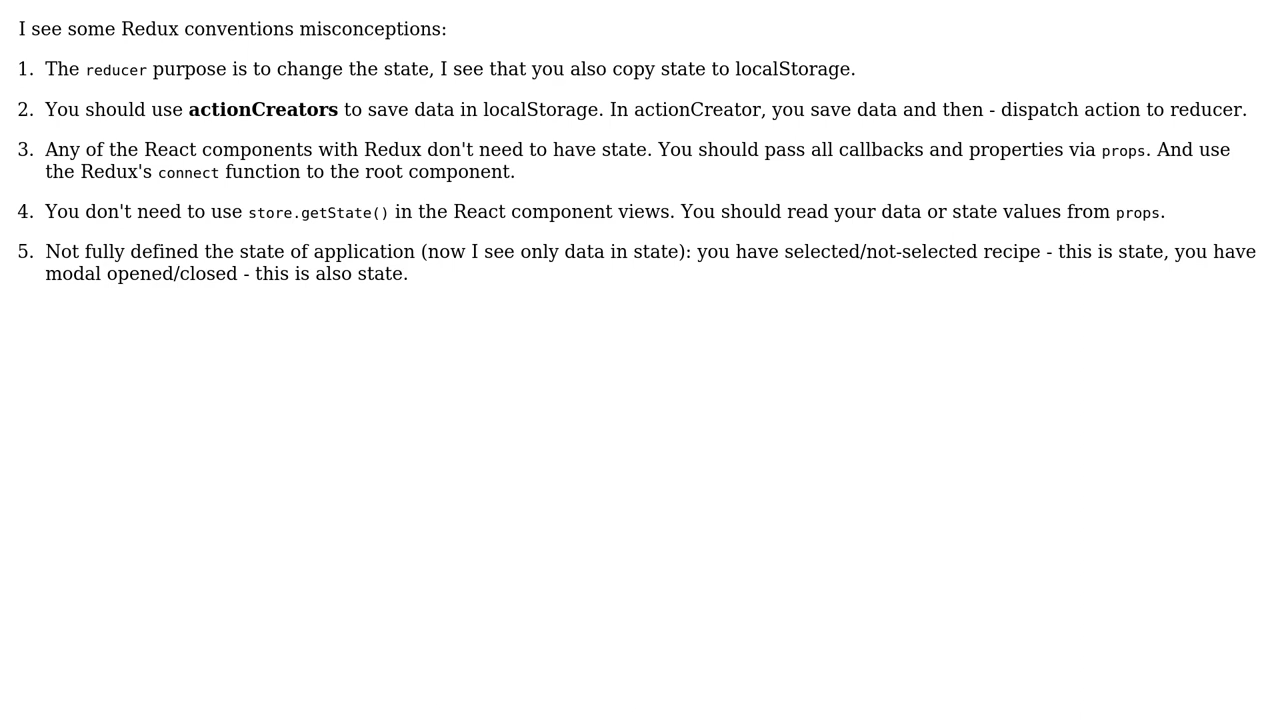 I see some Redux conventions misconceptions:
1. The reducer purpose is to change the state, I see that you also copy state to localStorage.
2. You should use actionCreators to save data in localStorage. In actionCreator, you save data and then - dispatch action to reducer.
3. Any of the React components with Redux don't need to have state. You should pass all callbacks and properties via props. And use
the Redux's connect function to the root component.
4. You don't need to use store.getState() in the React component views. You should read your data or state values from props.
5. Not fully defined the state of application (now I see only data in state): you have selected/not-selected recipe - this is state, you have
modal opened/closed - this is also state.